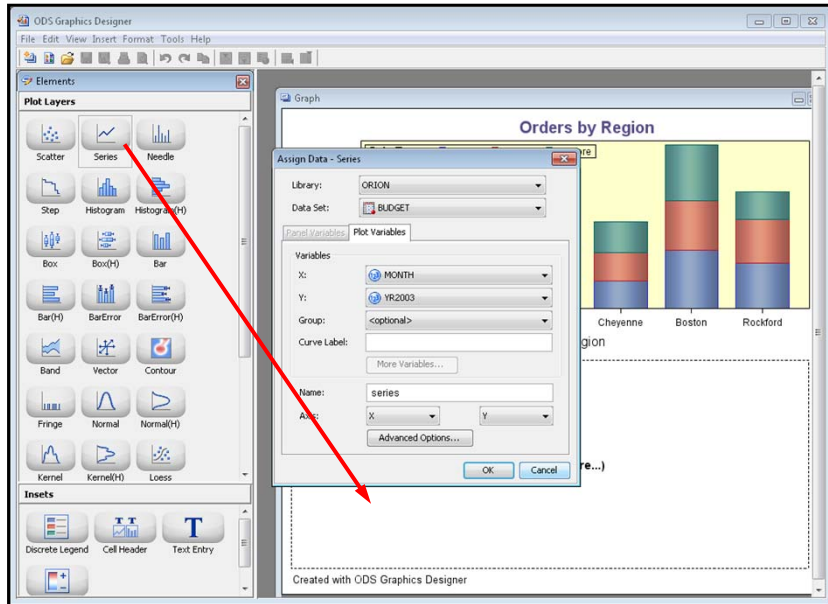 ODS Graphics Designer
File Edit View Insert Format Tools Help
Elements
Plot Layers
Scatter Series Needle
Step Histogram Histogram(H)
Box Box(H) Bar
Bar(H) BarError BarError(H)
Band Vector Contour
Fringe Normal Normal(H)
Kernel Kernel(H) Loess
Insets
Discrete Legend Cell Header Text Entry
T T
T
Graph
Orders by Region
Assign Data - Series
Library: ORION
Data Set: BUDGET
Panel Variables Plot Variables
Variables
X: MONTH
Y: YR2003
Group: <optional>
Curve Label:
More Variables...
Name: series
Axis: X Y
Advanced Options...
OK Cancel
re...)
Cheyenne Boston Rockford
gion
Created with ODS Graphics Designer